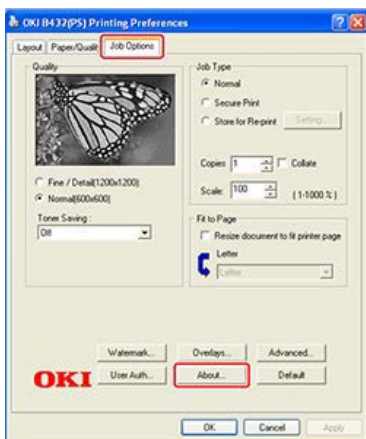 OKI B432(PS) Printing Preferences
Layout Paper/Quality Job Options
Quality
Fine / Detail(1200x1200)
Normal(600x600)
Toner Saving :
Off
Job Type
Normal
Secure Print
Store for Re-print Setting...
Copies 1 Collate
Scale: 100 (1-1000 %)
Fit to Page
Resize document to fit printer page
Letter
Letter
Watermark... Overlays... Advanced...
OKI User Auth... About... Default
OK Cancel Apply